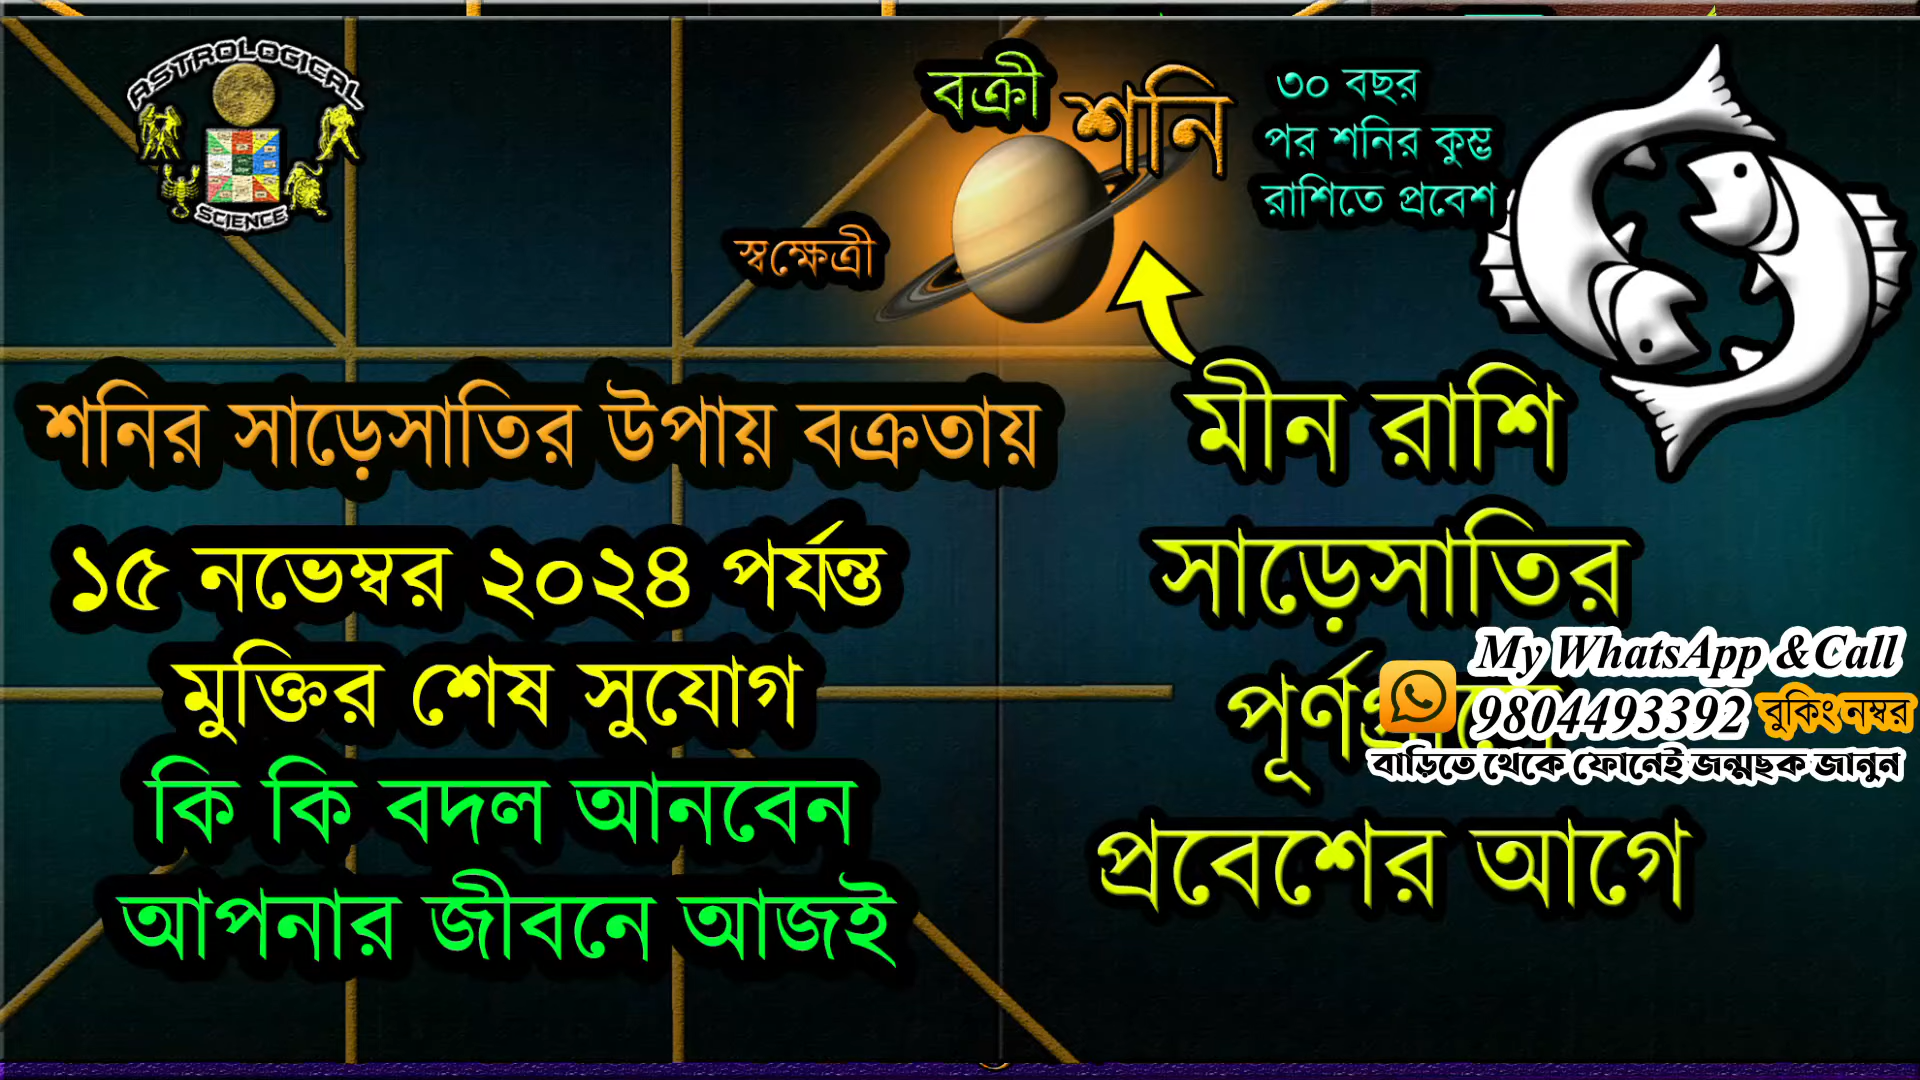 ASTROLOGICAL
SCIENCE
বক্রী
শনি
৩০ বছর
পর শনির কুম্ভ
রাশিতে প্রবেশ
স্বক্ষেত্রী
শনির সাড়েসাতির উপায় বক্রতায়
১৫ নভেম্বর ২০২৪ পর্যন্ত
মুক্তির শেষ সুযোগ
কি কি বদল আনবেন
আপনার জীবনে আজই
মীন রাশি
সাড়েসাতির
প্রবেশের আগে
My WhatsApp & Call
9804493392 বুকিং নম্বর
বাড়িতে থেকে ফোনেই জন্মছক জানুন